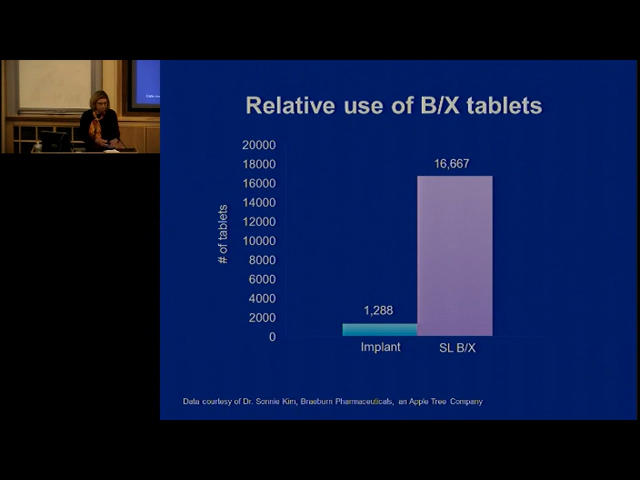 Relative use of B/X tablets
20000
18000
16000
14000
12000
10000
8000
6000
4000
2000
0
# of tablets
16,667
1,288
Implant
SL B/X
Data courtesy of Dr. Sonnie Kim, Braeburn Pharmaceuticals, an Apple Tree Company